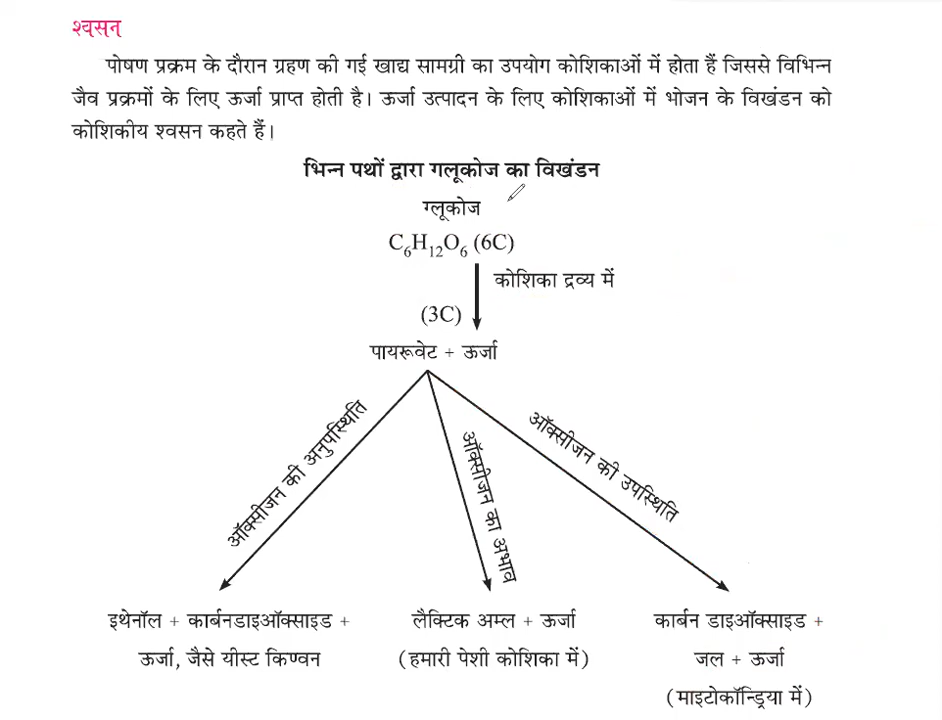 श्वसन
पोषण प्रक्रम के दौरान ग्रहण की गई खाद्य सामग्री का उपयोग कोशिकाओं में होता हैं जिससे विभिन्न
जैव प्रक्रमों के लिए ऊर्जा प्राप्त होती है। ऊर्जा उत्पादन के लिए कोशिकाओं में भोजन के विखंडन को
कोशिकीय श्वसन कहते हैं।
भिन्न पथों द्वारा गलूकोज का विखंडन
ग्लूकोज
C₆H₁₂O₆ (6C)
कोशिका द्रव्य में
(3C)
पायरूवेट + ऊर्जा
ऑक्सीजन की अनुपस्थिति
ऑक्सीजन का अभाव
ऑक्सीजन की उपस्थिति
इथेनॉल + कार्बनडाइऑक्साइड +
ऊर्जा, जैसे यीस्ट किण्वन
लैक्टिक अम्ल + ऊर्जा
(हमारी पेशी कोशिका में)
कार्बन डाइऑक्साइड +
जल + ऊर्जा
(माइटोकॉन्ड्रिया में)